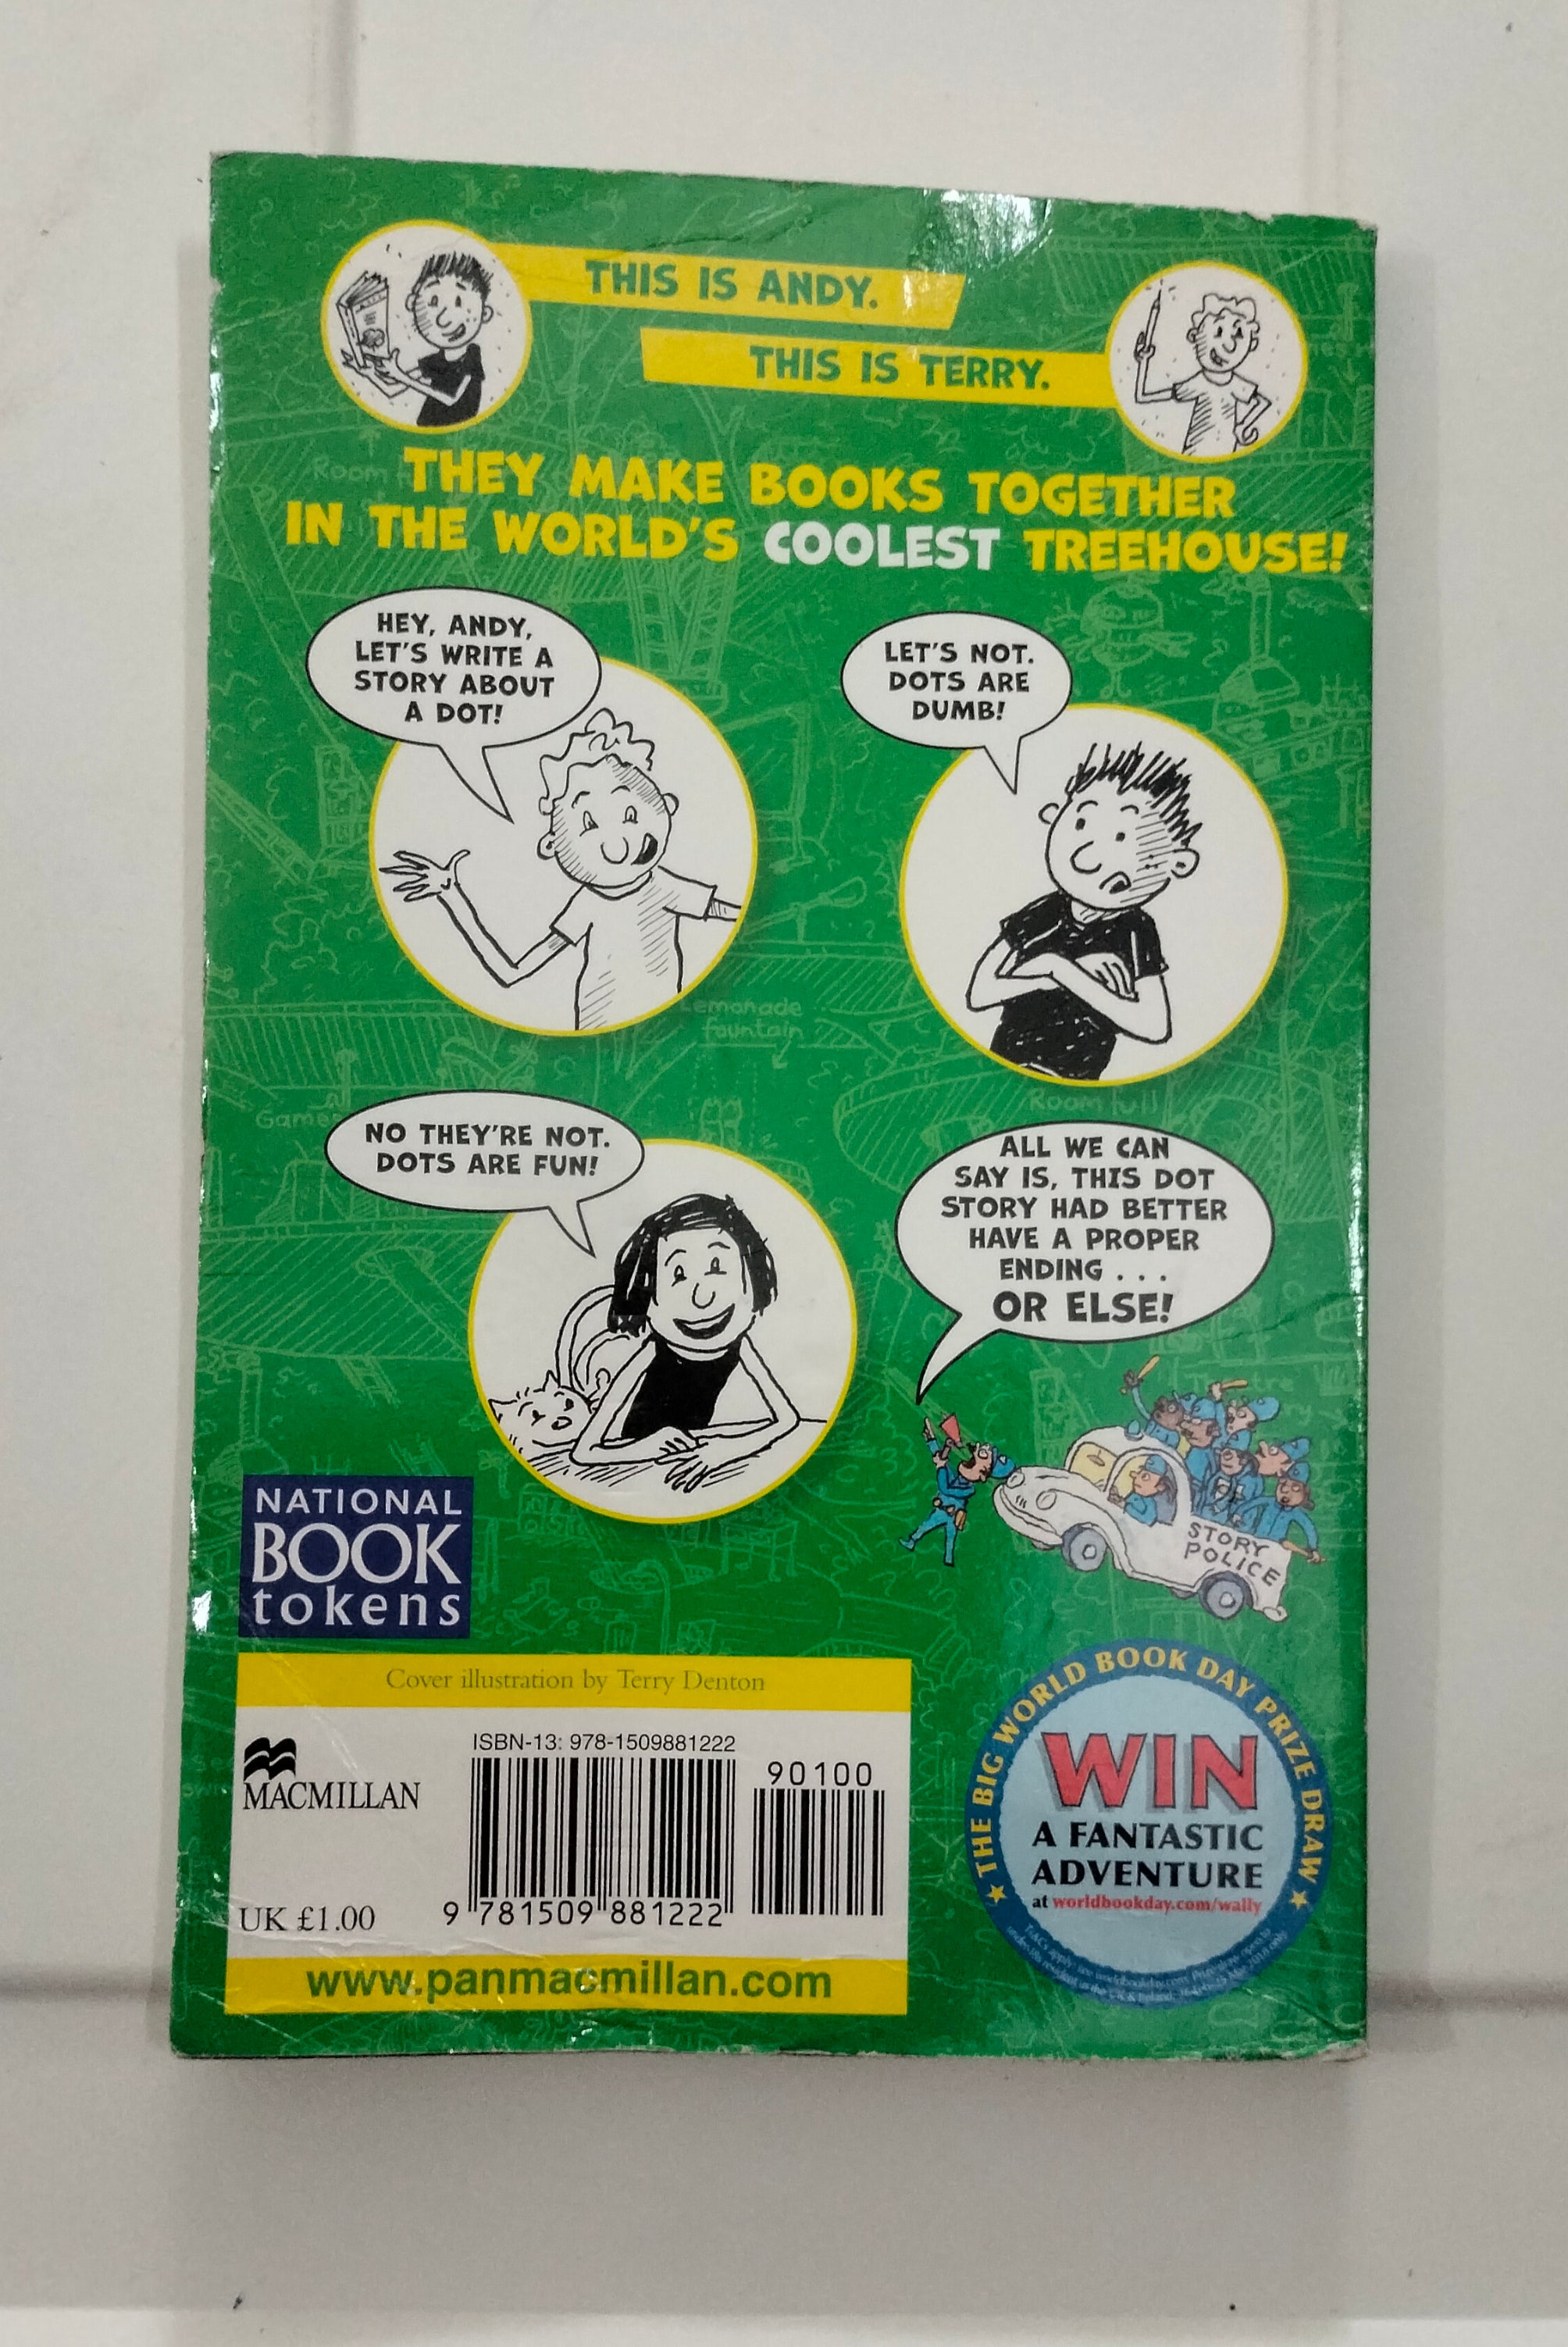 THIS IS ANDY.
THIS IS TERRY.
THEY MAKE BOOKS TOGETHER
IN THE WORLD'S COOLEST TREEHOUSE!
HEY, ANDY,
LET'S WRITE A
STORY ABOUT
A DOT!
LET'S NOT.
DOTS ARE
DUMB!
Lemonade
fountain
Room full
NO THEY'RE NOT.
DOTS ARE FUN!
ALL WE CAN
SAY IS, THIS DOT
STORY HAD BETTER
HAVE A PROPER
ENDING . . .
OR ELSE!
STORY
POLICE
NATIONAL
BOOK
tokens
Cover illustration by Terry Denton
MACMILLAN
UK £1.00
ISBN-13: 978-1509881222
90100
9 781509 881222
www.panmacmillan.com
★ THE BIG WORLD BOOK DAY PRIZE DRAW ★
WIN
A FANTASTIC
ADVENTURE
at worldbookday.com/wally